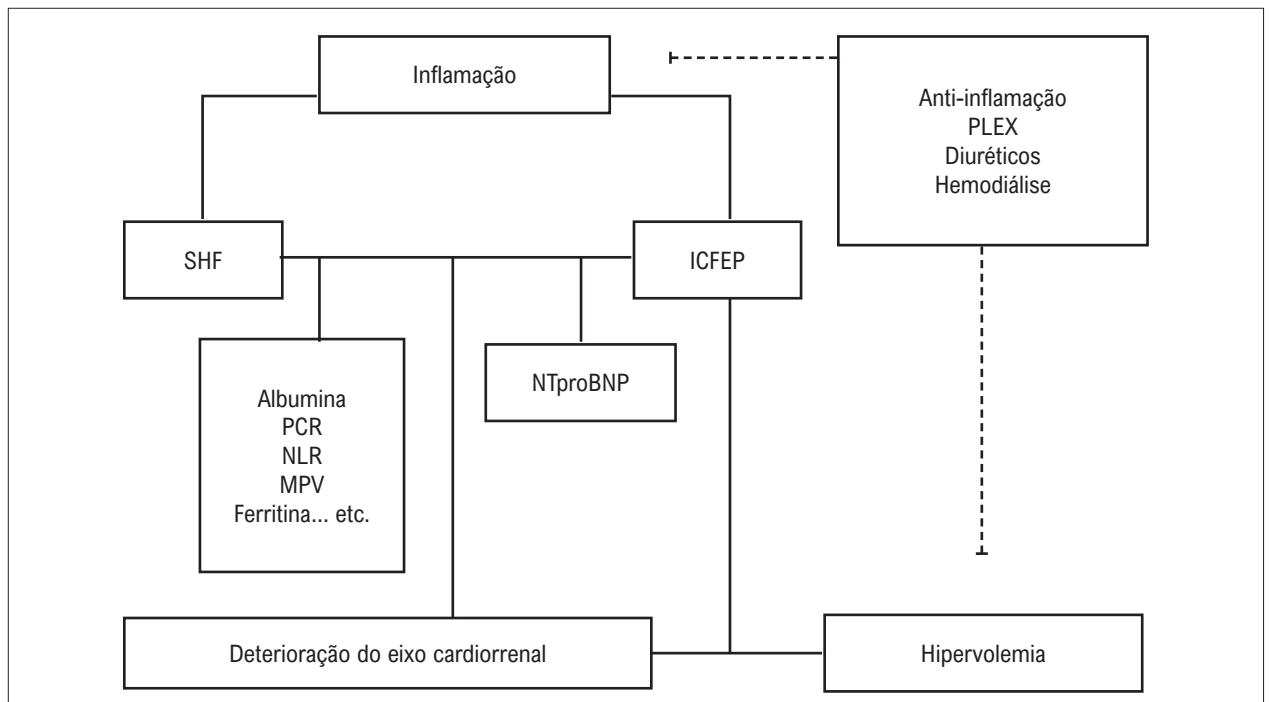 Inflamação
Anti-inflamação
PLEX
Diuréticos
Hemodiálise
SHF
ICFEP
Albumina
PCR
NLR
MPV
Ferritina... etc.
NTproBNP
Deterioração do eixo cardiorrenal
Hipervolemia